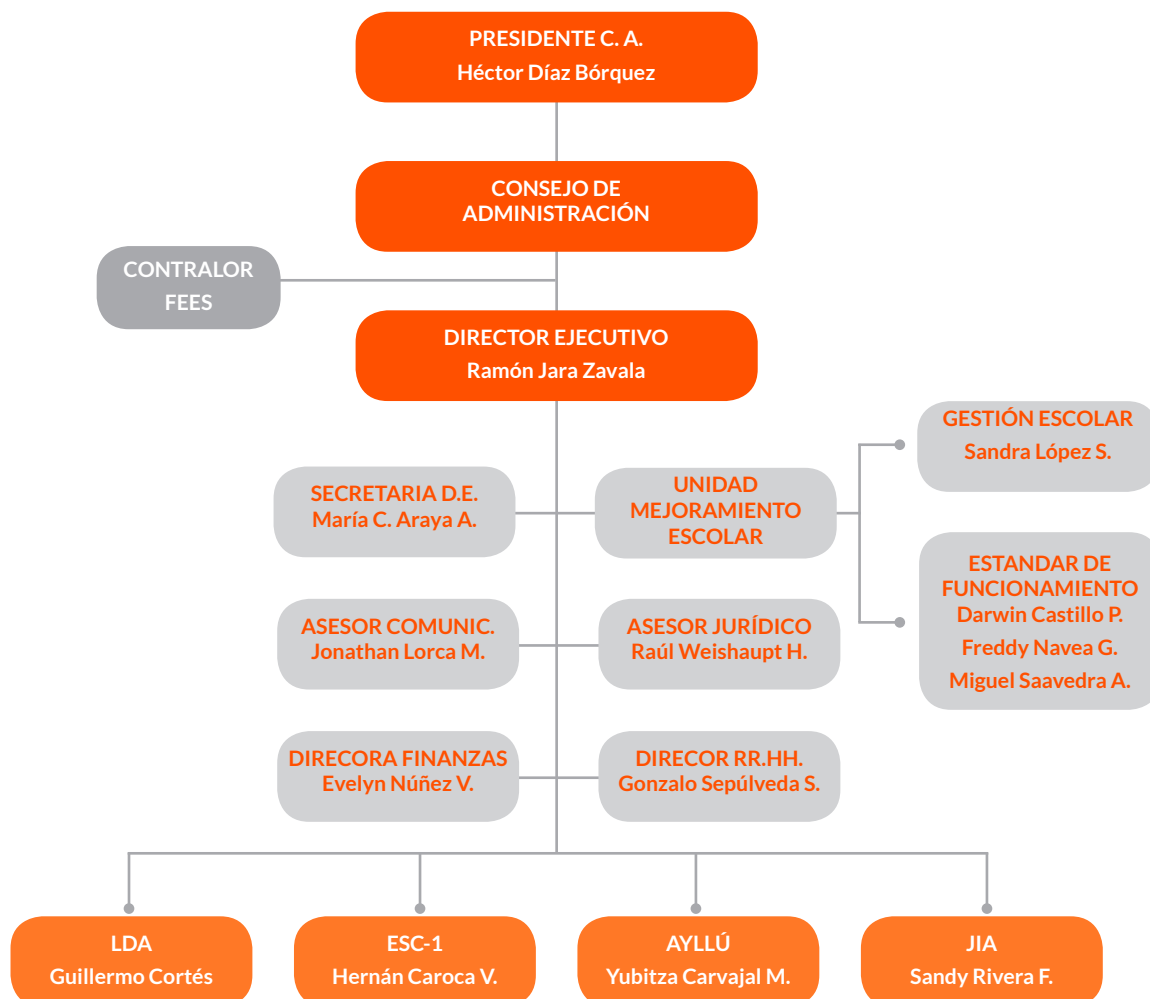 PRESIDENTE C. A.
Héctor Díaz Bórquez
CONSEJO DE
ADMINISTRACIÓN
CONTRALOR
FEES
DIRECTOR EJECUTIVO
Ramón Jara Zavala
GESTIÓN ESCOLAR
Sandra López S.
SECRETARIA D.E.
María C. Araya A.
UNIDAD
MEJORAMIENTO
ESCOLAR
ESTANDAR DE
FUNCIONAMIENTO
Darwin Castillo P.
Freddy Navea G.
Miguel Saavedra A.
ASESOR COMUNIC.
Jonathan Lorca M.
ASESOR JURÍDICO
Raúl Weishaupt H.
DIRECORA FINANZAS
Evelyn Núñez V.
DIRECOR RR.HH.
Gonzalo Sepúlveda S.
LDA
Guillermo Cortés
ESC-1
Hernán Caroca V.
AYLLÚ
Yubitza Carvajal M.
JIA
Sandy Rivera F.